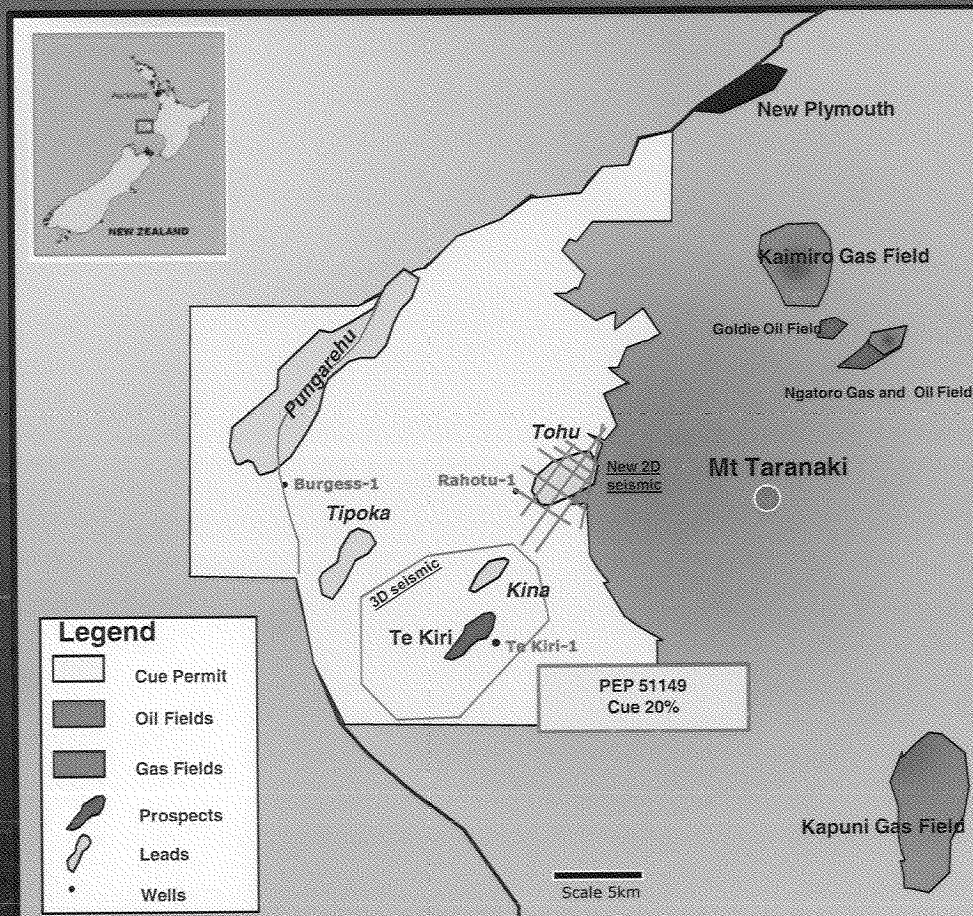 Auckland
NEW ZEALAND
New Plymouth
Kaimiro Gas Field
Goldie Oil Field
Ngatoro Gas and Oil Field
Pungarehu
Tohu
New 2D
seismic
Mt Taranaki
Rahotu-1
Burgess-1
Tipoka
3D seismic
Kina
Te Kiri
Te Kiri-1
PEP 51149
Cue 20%
Legend
Cue Permit
Oil Fields
Gas Fields
Prospects
Leads
Wells
Kapuni Gas Field
Scale 5km